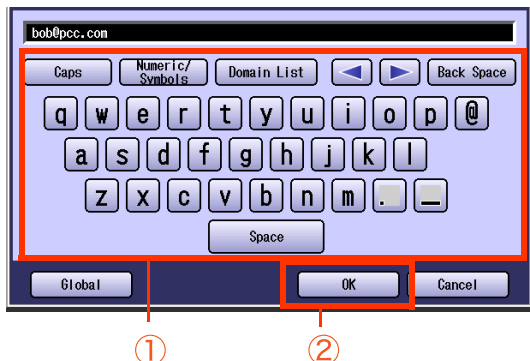 bob@pcc.com
Caps Numeric/ Symbols Domain List Back Space
q w e r t y u i o p @
a s d f g h j k l
z x c v b n m . _
Space
Global OK Cancel
① ②